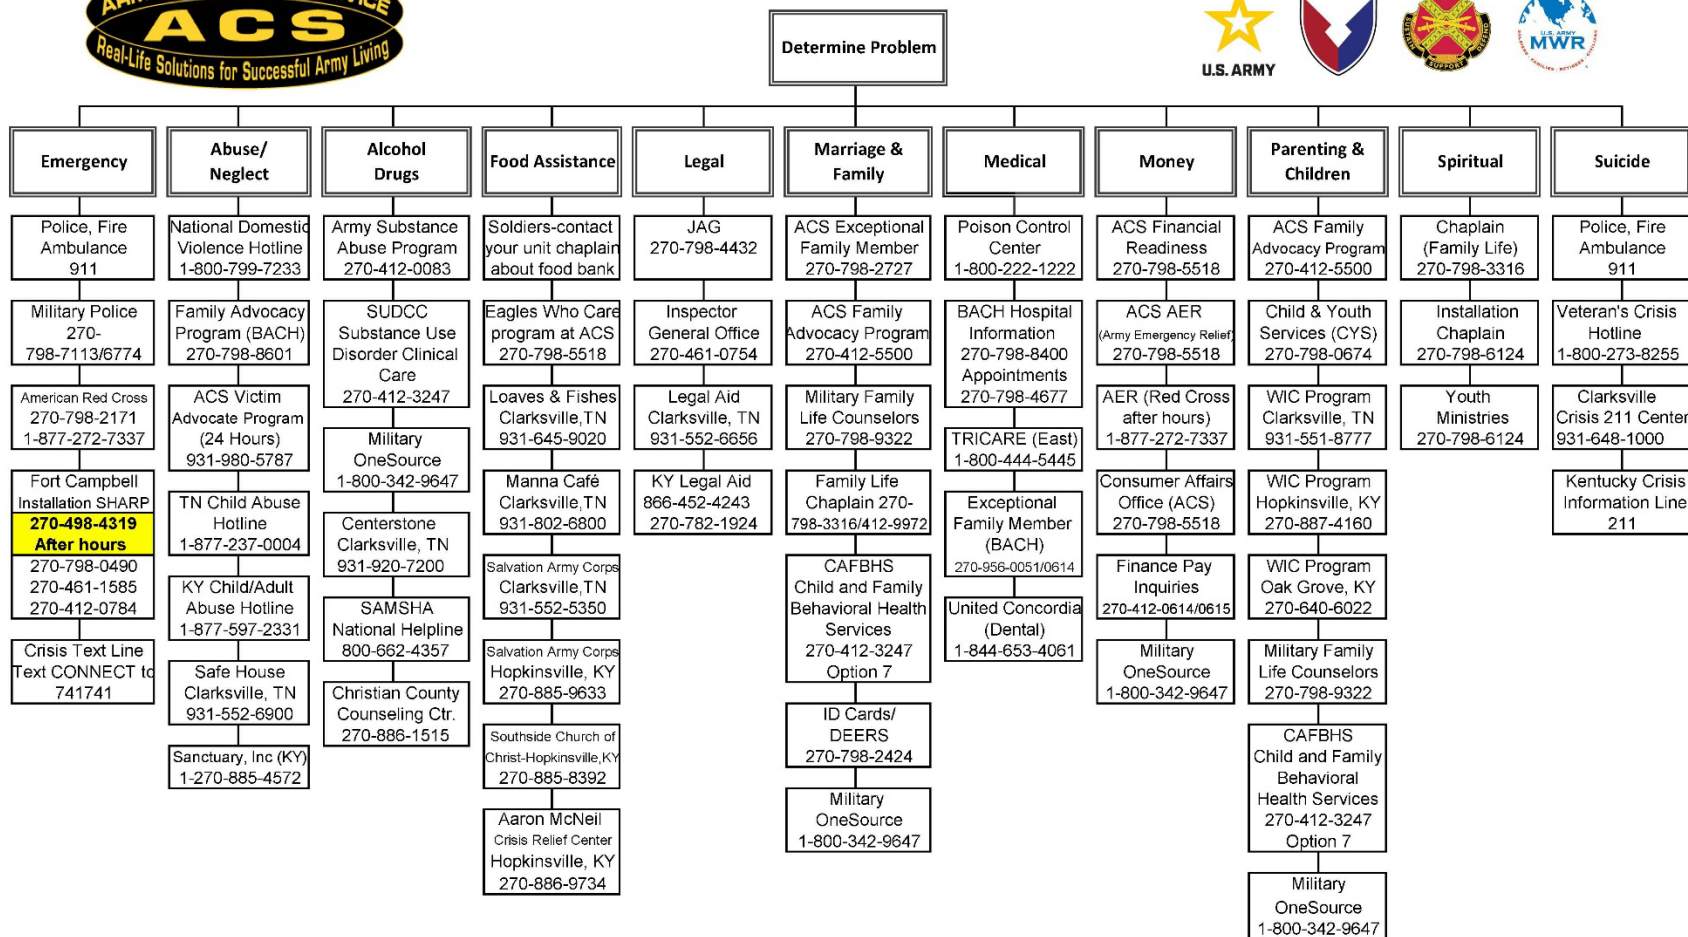 ACS
Real-Life Solutions for Successful Army Living
U.S. ARMY
SUSTAIN
SUPPORT
DEFEND
U.S. ARMY
MWR
Determine Problem
Emergency
Police, Fire
Ambulance
911
Military Police
270-
798-7113/6774
American Red Cross
270-798-2171
1-877-272-7337
Fort Campbell
Installation SHARP
270-498-4319
After hours
270-798-0490
270-461-1585
270-412-0784
Crisis Text Line
Text CONNECT to
741741
Abuse/
Neglect
National Domestic
Violence Hotline
1-800-799-7233
Family Advocacy
Program (BACH)
270-798-8601
ACS Victim
Advocate Program
(24 Hours)
931-980-5787
TN Child Abuse
Hotline
1-877-237-0004
KY Child/Adult
Abuse Hotline
1-877-597-2331
Safe House
Clarksville, TN
931-552-6900
Sanctuary, Inc (KY)
1-270-885-4572
Alcohol
Drugs
Army Substance
Abuse Program
270-412-0083
SUDCC
Substance Use
Disorder Clinical
Care
270-412-3247
Military
OneSource
1-800-342-9647
Centerstone
Clarksville, TN
931-920-7200
SAMSHA
National Helpline
800-662-4357
Christian County
Counseling Ctr.
270-886-1515
Food Assistance
Soldiers-contact
your unit chaplain
about food bank
Eagles Who Care
program at ACS
270-798-5518
Loaves & Fishes
Clarksville,TN
931-645-9020
Manna Café
Clarksville,TN
931-802-6800
Salvation Army Corps
Clarksville,TN
931-552-5350
Salvation Army Corps
Hopkinsville, KY
270-885-9633
Southside Church of
Christ-Hopkinsville,KY
270-885-8392
Aaron McNeil
Crisis Relief Center
Hopkinsville, KY
270-886-9734
Legal
JAG
270-798-4432
Inspector
General Office
270-461-0754
Legal Aid
Clarksville, TN
931-552-6656
KY Legal Aid
866-452-4243
270-782-1924
Marriage &
Family
ACS Exceptional
Family Member
270-798-2727
ACS Family
Advocacy Program
270-412-5500
Military Family
Life Counselors
270-798-9322
Family Life
Chaplain 270-
798-3316/412-9972
CAFBHS
Child and Family
Behavioral Health
Services
270-412-3247
Option 7
ID Cards/
DEERS
270-798-2424
Military
OneSource
1-800-342-9647
Medical
Poison Control
Center
1-800-222-1222
BACH Hospital
Information
270-798-8400
Appointments
270-798-4677
TRICARE (East)
1-800-444-5445
Exceptional
Family Member
(BACH)
270-956-0051/0614
United Concordia
(Dental)
1-844-653-4061
Money
ACS Financial
Readiness
270-798-5518
ACS AER
(Army Emergency Relief)
270-798-5518
AER (Red Cross
after hours)
1-877-272-7337
Consumer Affairs
Office (ACS)
270-798-5518
Finance Pay
Inquiries
270-412-0614/0615
Military
OneSource
1-800-342-9647
Parenting &
Children
ACS Family
Advocacy Program
270-412-5500
Child & Youth
Services (CYS)
270-798-0674
WIC Program
Clarksville, TN
931-551-8777
WIC Program
Hopkinsville, KY
270-887-4160
WIC Program
Oak Grove, KY
270-640-6022
Military Family
Life Counselors
270-798-9322
CAFBHS
Child and Family
Behavioral
Health Services
270-412-3247
Option 7
Military
OneSource
1-800-342-9647
Spiritual
Chaplain
(Family Life)
270-798-3316
Installation
Chaplain
270-798-6124
Youth
Ministries
270-798-6124
Suicide
Police, Fire
Ambulance
911
Veteran's Crisis
Hotline
1-800-273-8255
Clarksville
Crisis 211 Center
931-648-1000
Kentucky Crisis
Information Line
211